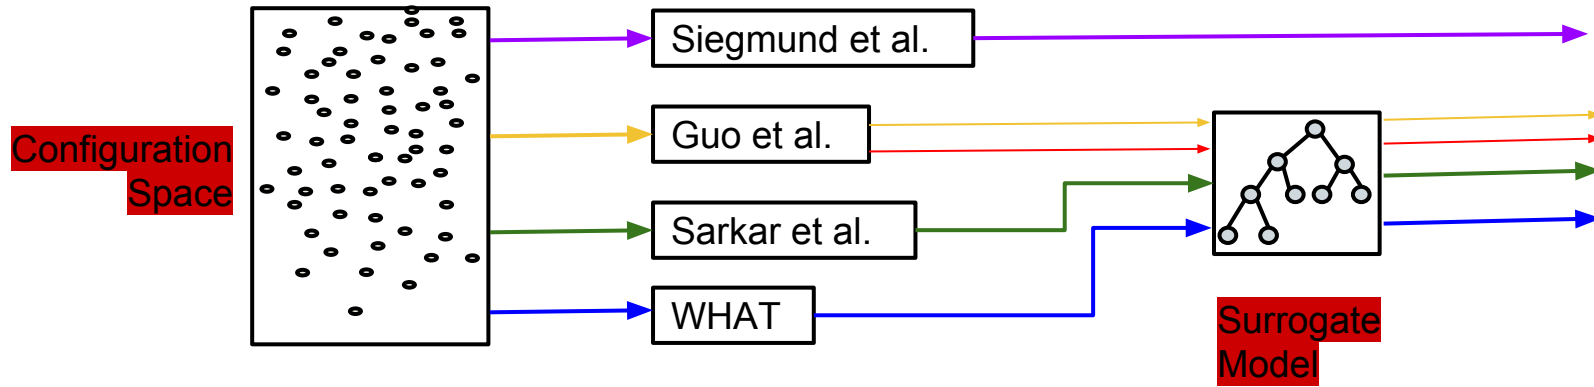 Configuration
Space
Siegmund et al.
Guo et al.
Sarkar et al.
WHAT
Surrogate
Model